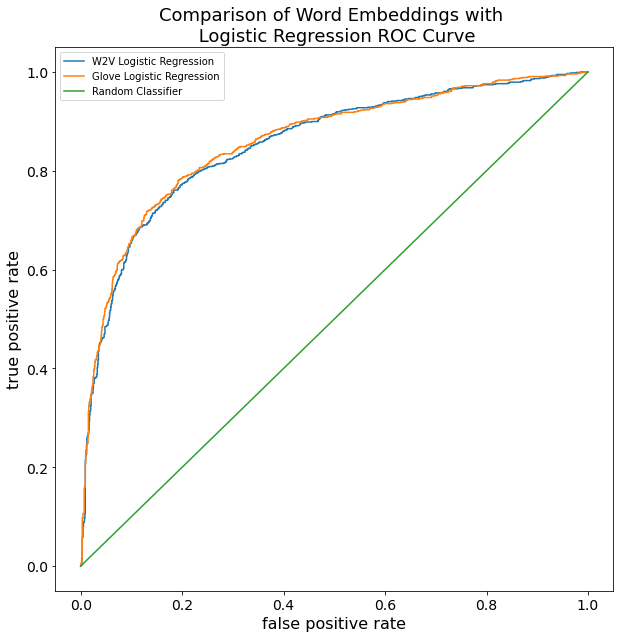 Comparison of Word Embeddings with
Logistic Regression ROC Curve
W2V Logistic Regression
Glove Logistic Regression
Random Classifier
true positive rate
1.0
0.8
0.6
0.4
0.2
0.0
0.0 0.2 0.4 0.6 0.8 1.0
false positive rate